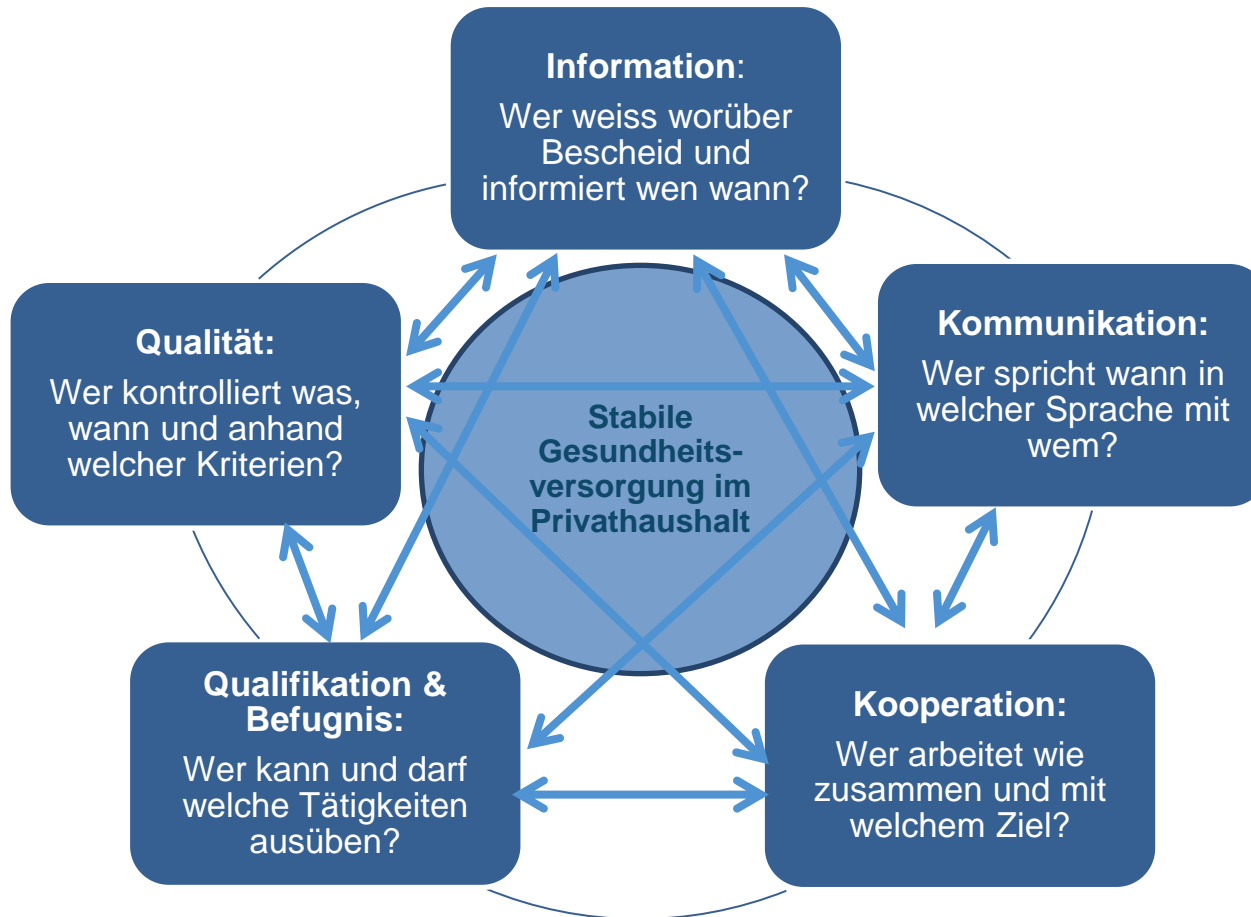 Information:
Wer weiss worüber
Bescheid und
informiert wen wann?
Kommunikation:
Wer spricht wann in
welcher Sprache mit
wem?
Kooperation:
Wer arbeitet wie
zusammen und mit
welchem Ziel?
Qualifikation &
Befugnis:
Wer kann und darf
welche Tätigkeiten
ausüben?
Qualität:
Wer kontrolliert was,
wann und anhand
welcher Kriterien?
Stabile
Gesundheits-
versorgung im
Privathaushalt